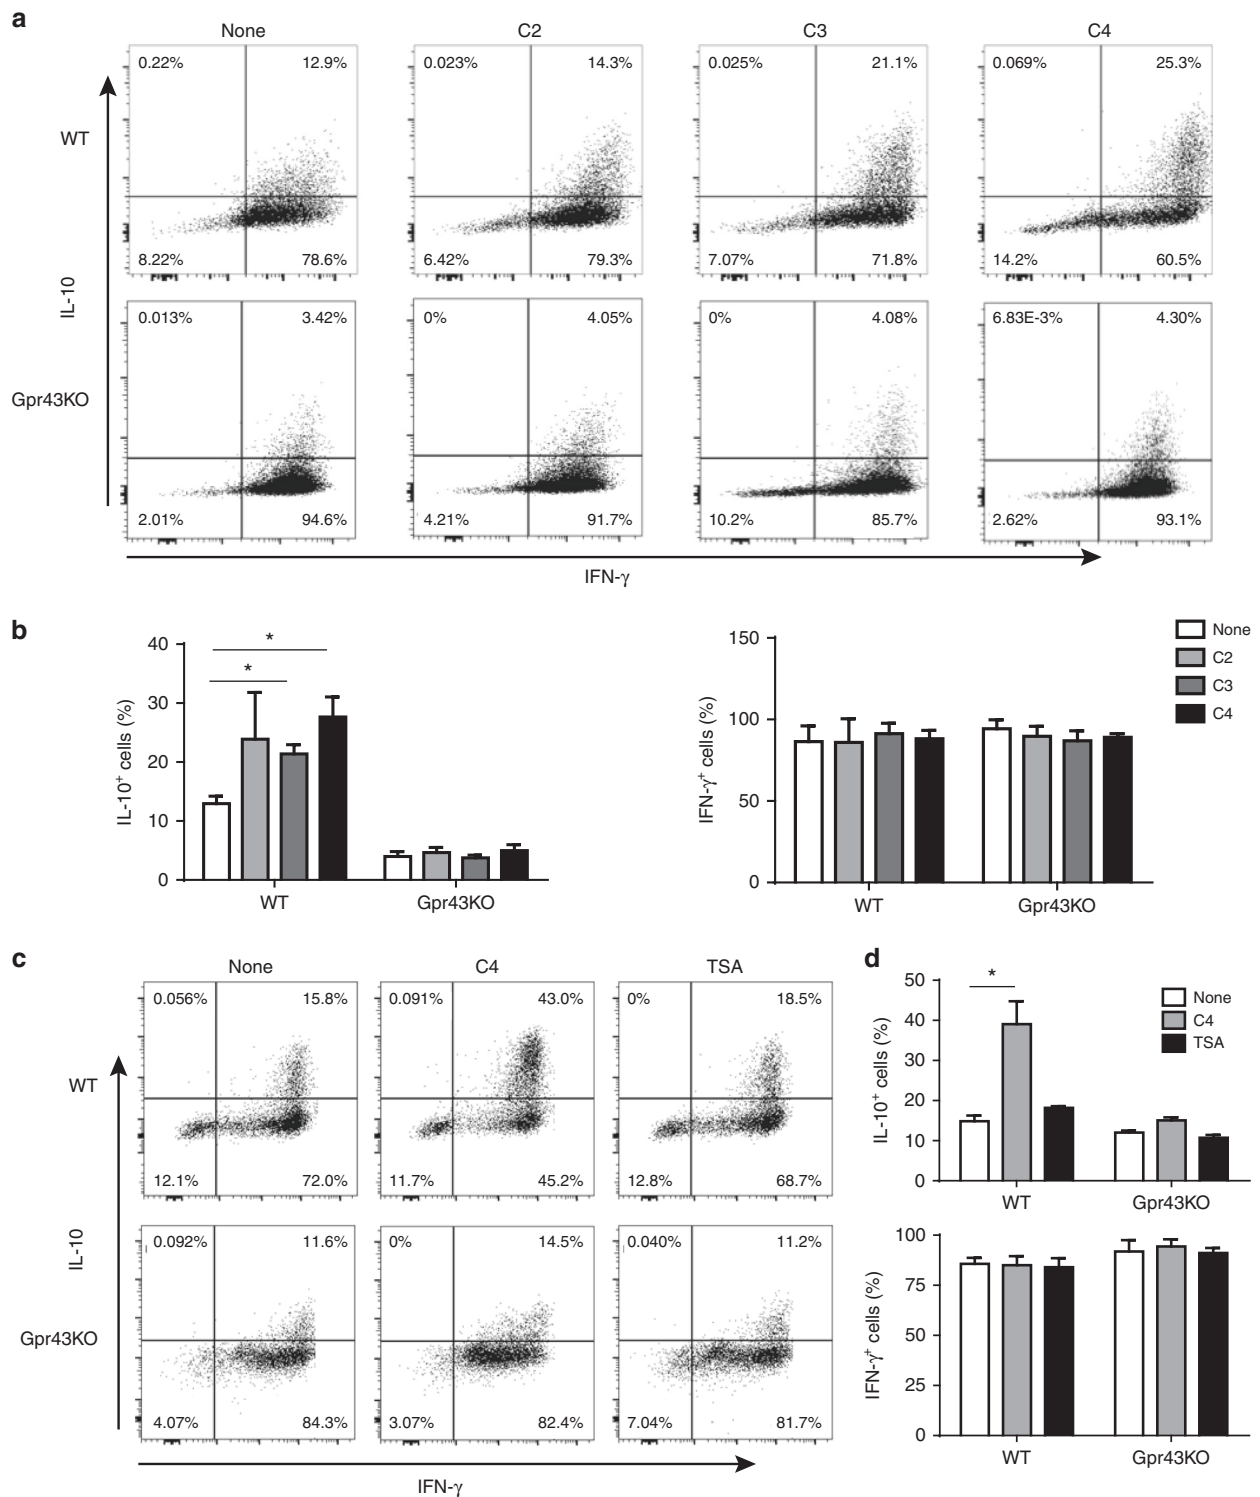 a
None C2 C3 C4
WT
0.22% 12.9% 0.023% 14.3% 0.025% 21.1% 0.069% 25.3%
8.22% 78.6% 6.42% 79.3% 7.07% 71.8% 14.2% 60.5%
IL-10
Gpr43KO
0.013% 3.42% 0% 4.05% 0% 4.08% 6.83E-3% 4.30%
2.01% 94.6% 4.21% 91.7% 10.2% 85.7% 2.62% 93.1%
IFN-γ
b
IL-10+ cells (%)
40
30
20
10
0
* *
WT Gpr43KO
IFN-γ+ cells (%)
150
100
50
0
WT Gpr43KO
None
C2
C3
C4
c
None C4 TSA
WT
0.056% 15.8% 0.091% 43.0% 0% 18.5%
12.1% 72.0% 11.7% 45.2% 12.8% 68.7%
IL-10
Gpr43KO
0.092% 11.6% 0% 14.5% 0.040% 11.2%
4.07% 84.3% 3.07% 82.4% 7.04% 81.7%
IFN-γ
d
IL-10+ cells (%)
50
40
30
20
10
0
*
WT Gpr43KO
None
C4
TSA
IFN-γ+ cells (%)
100
75
50
25
0
WT Gpr43KO